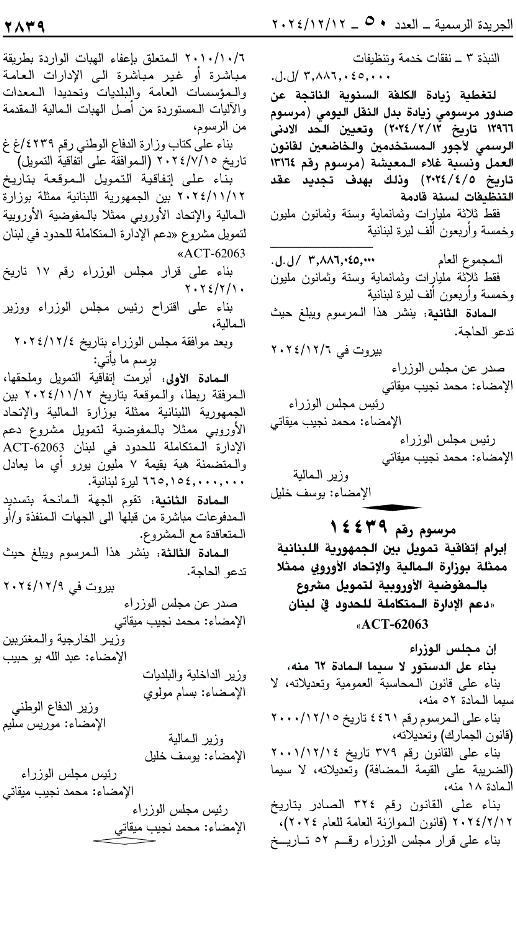 الجريدة الرسمية ــ العدد ٥٠ ــ ٢٠٢٤/١٢/١٢
٢٨٣٩
النبذة ٣ ــ نفقات خدمة وتنظيفات
٣,٨٨٦,٠٤٥,٠٠٠ /ل.ل.
لتغطية زيادة الكلفة السنوية الناتجة عن
صدور مرسومي زيادة بدل النقل اليومي (مرسوم
١٢٩٦٦ تاريخ ٢٠٢٤/٢/١٣) وتعيين الحد الادنى
الرسمي لأجور المستخدمين والخاضعين لقانون
العمل ونسبة غلاء المعيشة (مرسوم رقم ١٣١٦٤
تاريخ ٢٠٢٤/٤/٥) وذلك بهدف تجديد عقد
التنظيفات لسنة قادمة
فقط ثلاثة مليارات وثمانماية وستة وثمانون مليون
وخمسة وأربعون ألف ليرة لبنانية
المجموع العام ٣,٨٨٦,٠٤٥,٠٠٠ /ل.ل.
فقط ثلاثة مليارات وثمانماية وستة وثمانون مليون
وخمسة وأربعون ألف ليرة لبنانية
المادة الثانية: ينشر هذا المرسوم ويبلغ حيث
تدعو الحاجة.
بيروت في ٢٠٢٤/١٢/٦
صدر عن مجلس الوزراء
الإمضاء: محمد نجيب ميقاتي
رئيس مجلس الوزراء
الإمضاء: محمد نجيب ميقاتي
رئيس مجلس الوزراء
الإمضاء: محمد نجيب ميقاتي
وزير المالية
الإمضاء: يوسف خليل
مرسوم رقم ١٤٤٣٩
إبرام إتفاقية تمويل بين الجمهورية اللبنانية
ممثلة بوزارة المالية والإتحاد الأوروبي ممثلا
بالمفوضية الأوروبية لتمويل مشروع
«دعم الإدارة المتكاملة للحدود في لبنان
ACT-62063»
إن مجلس الوزراء
بناء على الدستور لا سيما المادة ٦٢ منه،
بناء على قانون المحاسبة العمومية وتعديلاته، لا
سيما المادة ٥٢ منه،
بناء على المرسوم رقم ٤٤٦١ تاريخ ٢٠٠٠/١٢/١٥
(قانون الجمارك) وتعديلاته،
بناء على القانون رقم ٣٧٩ تاريخ ٢٠٠١/١٢/١٤
(الضريبة على القيمة المضافة) وتعديلاته، لا سيما
المادة ١٨ منه،
بناء على القانون رقم ٣٢٤ الصادر بتاريخ
٢٠٢٤/٢/١٢ (قانون الموازنة العامة للعام ٢٠٢٤)،
بناء على قرار مجلس الوزراء رقم ٥٢ تاريخ
٢٠١٠/١٠/٦ المتعلق بإعفاء الهبات الواردة بطريقة
مباشرة أو غير مباشرة الى الإدارات العامة
والمؤسسات العامة والبلديات وتحديدا المعدات
والآليات المستوردة من أصل الهبات المالية المقدمة
من الرسوم،
بناء على كتاب وزارة الدفاع الوطني رقم ٤٢٣٩/غ ع
تاريخ ٢٠٢٤/٧/١٥ (الموافقة على اتفاقية التمويل)
بناء على إتفاقية التمويل الموقعة بتاريخ
٢٠٢٤/١١/١٢ بين الجمهورية اللبنانية ممثلة بوزارة
المالية والإتحاد الأوروبي ممثلا بالمفوضية الأوروبية
لتمويل مشروع «دعم الإدارة المتكاملة للحدود في لبنان
ACT-62063»
بناء على قرار مجلس الوزراء رقم ١٧ تاريخ
٢٠٢٤/٢/١٠
بناء على اقتراح رئيس مجلس الوزراء ووزير
المالية،
وبعد موافقة مجلس الوزراء بتاريخ ٢٠٢٤/١٢/٤
يرسم ما يأتي:
المادة الأولى: أبرمت إتفاقية التمويل وملحقها،
المرفقة ربطا، والموقعة بتاريخ ٢٠٢٤/١١/١٢ بين
الجمهورية اللبنانية ممثلة بوزارة المالية والإتحاد
الأوروبي ممثلا بالمفوضية لتمويل مشروع دعم
الإدارة المتكاملة للحدود في لبنان ACT-62063
والمتضمنة هبة بقيمة ٧ مليون يورو أي ما يعادل
٦٦٥,١٥٤,٠٠٠,٠٠٠ ليرة لبنانية.
المادة الثانية: تقوم الجهة المانحة بتسديد
المدفوعات مباشرة من قبلها الى الجهات المنفذة و/أو
المتعاقدة مع المشروع.
المادة الثالثة: ينشر هذا المرسوم ويبلغ حيث
تدعو الحاجة.
بيروت في ٢٠٢٤/١٢/٩
صدر عن مجلس الوزراء
الإمضاء: محمد نجيب ميقاتي
وزير الخارجية والمغتربين
الإمضاء: عبد الله بو حبيب
وزير الداخلية والبلديات
الإمضاء: بسام مولوي
وزير الدفاع الوطني
الإمضاء: موريس سليم
وزير المالية
الإمضاء: يوسف خليل
رئيس مجلس الوزراء
الإمضاء: محمد نجيب ميقاتي
رئيس مجلس الوزراء
الإمضاء: محمد نجيب ميقاتي